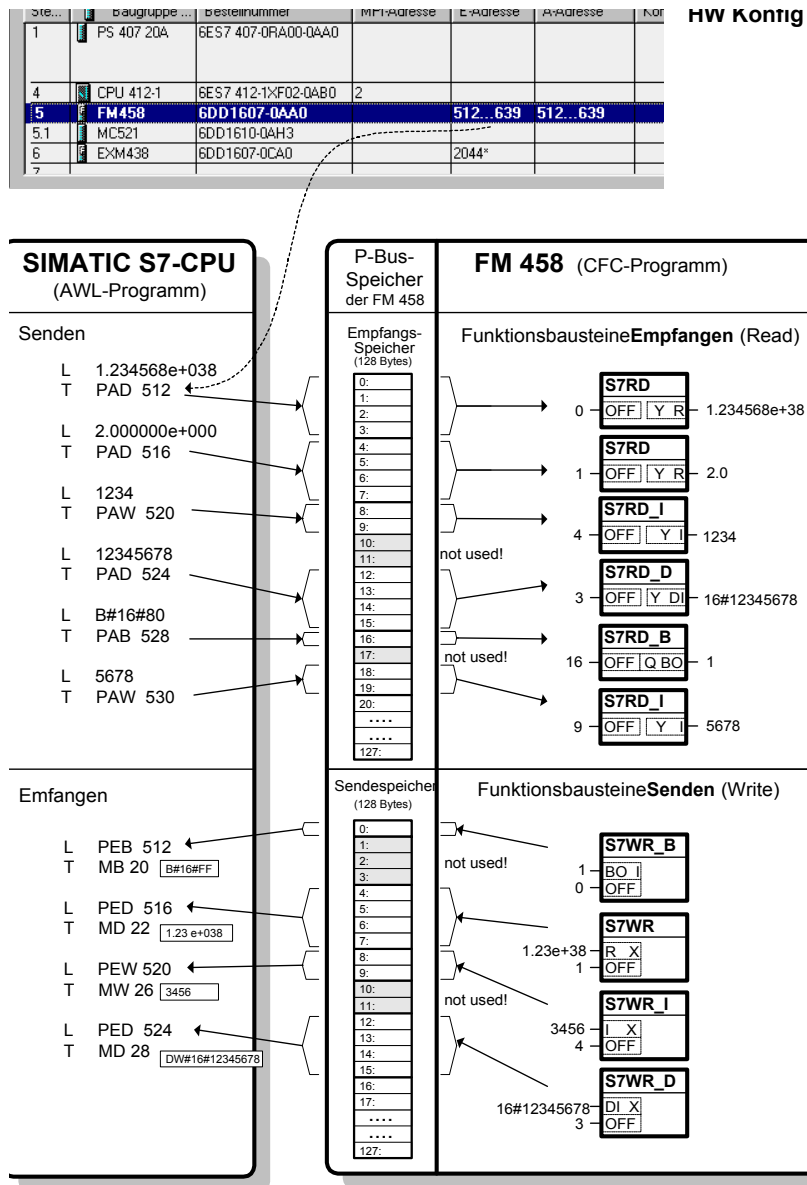 Ste... Baugruppe ... Bestellnummer MPI-Adresse E-Adresse A-Adresse Kor
HW Konfig
1 PS 407 20A 6ES7 407-0RA00-0AA0
4 CPU 412-1 6ES7 412-1XF02-0AB0 2
5 FM458 6DD1607-0AA0 512...639 512...639
5.1 MC521 6DD1610-0AH3
6 EXM438 6DD1607-0CA0 2044*
7
SIMATIC S7-CPU
(AWL-Programm)
Senden
L 1.234568e+038
T PAD 512
L 2.000000e+000
T PAD 516
L 1234
T PAW 520
L 12345678
T PAD 524
L B#16#80
T PAB 528
L 5678
T PAW 530
P-Bus-
Speicher
der FM 458
Empfangs-
Speicher
(128 Bytes)
0:
1:
2:
3:
4:
5:
6:
7:
8:
9:
10:
11:
12:
13:
14:
15:
16:
17:
18:
19:
20:
....
....
127:
not used!
not used!
FM 458 (CFC-Programm)
FunktionsbausteineEmpfangen (Read)
S7RD
0 OFF Y R 1.234568e+38
S7RD
1 OFF Y R 2.0
S7RD_I
4 OFF Y I 1234
S7RD_D
3 OFF Y DI 16#12345678
S7RD_B
16 OFF Q BO 1
S7RD_I
9 OFF Y I 5678
Emfangen
L PEB 512
T MB 20 B#16#FF
L PED 516
T MD 22 1.23 e+038
L PEW 520
T MW 26 3456
L PED 524
T MD 28 DW#16#12345678
Sendespeicher
(128 Bytes)
0:
1:
2:
3:
4:
5:
6:
7:
8:
9:
10:
11:
12:
13:
14:
15:
16:
17:
....
....
127:
not used!
not used!
FunktionsbausteineSenden (Write)
S7WR_B
1 BO I
0 OFF
S7WR
1.23e+38 R X
1 OFF
S7WR_I
3456 I X
4 OFF
S7WR_D
16#12345678 DI X
3 OFF